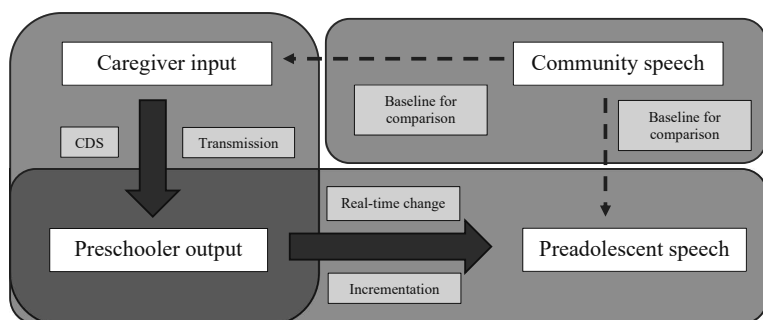 Caregiver input
Community speech
Baseline for
comparison
Baseline for
comparison
CDS
Transmission
Real-time change
Preschooler output
Preadolescent speech
Incrementation